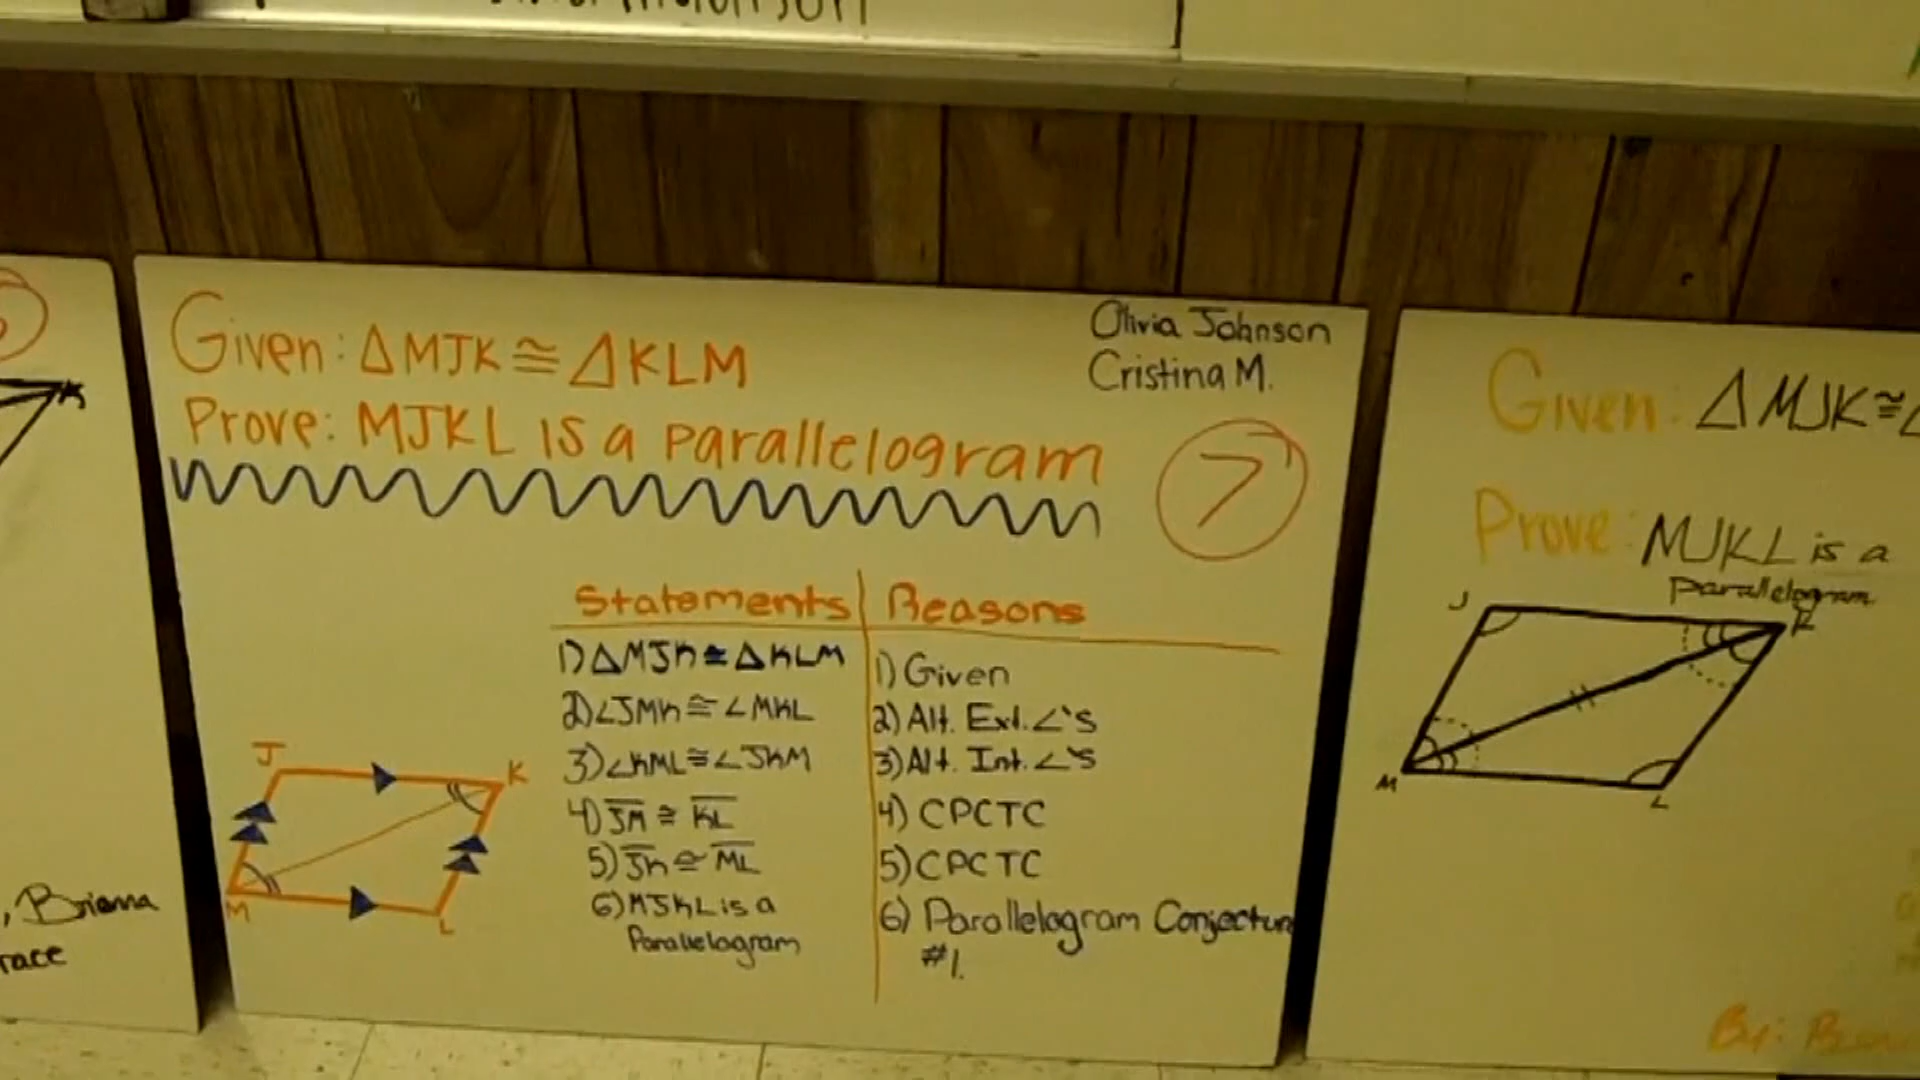 Given: ΔMJK ≅ ΔKLM
Prove: MJKL is a parallelogram
Olivia Johnson
Cristina M.
7
Statements Reasons
1) ΔMJK ≅ ΔKLM 1) Given
2) ∠JMK ≅ ∠MKL 2) Alt. Ext. ∠'s
3) ∠KML ≅ ∠JKM 3) Alt. Int. ∠'s
4) JM ≅ KL 4) CPCTC
5) JK ≅ ML 5) CPCTC
6) MJKL is a 6) Parallelogram Conjecture
Parallelogram #1.
J K
M L
, Brianna
K
Given: ΔMJK ≅ Δ
Prove: MJKL is a
parallelogram
J K
M L
By: